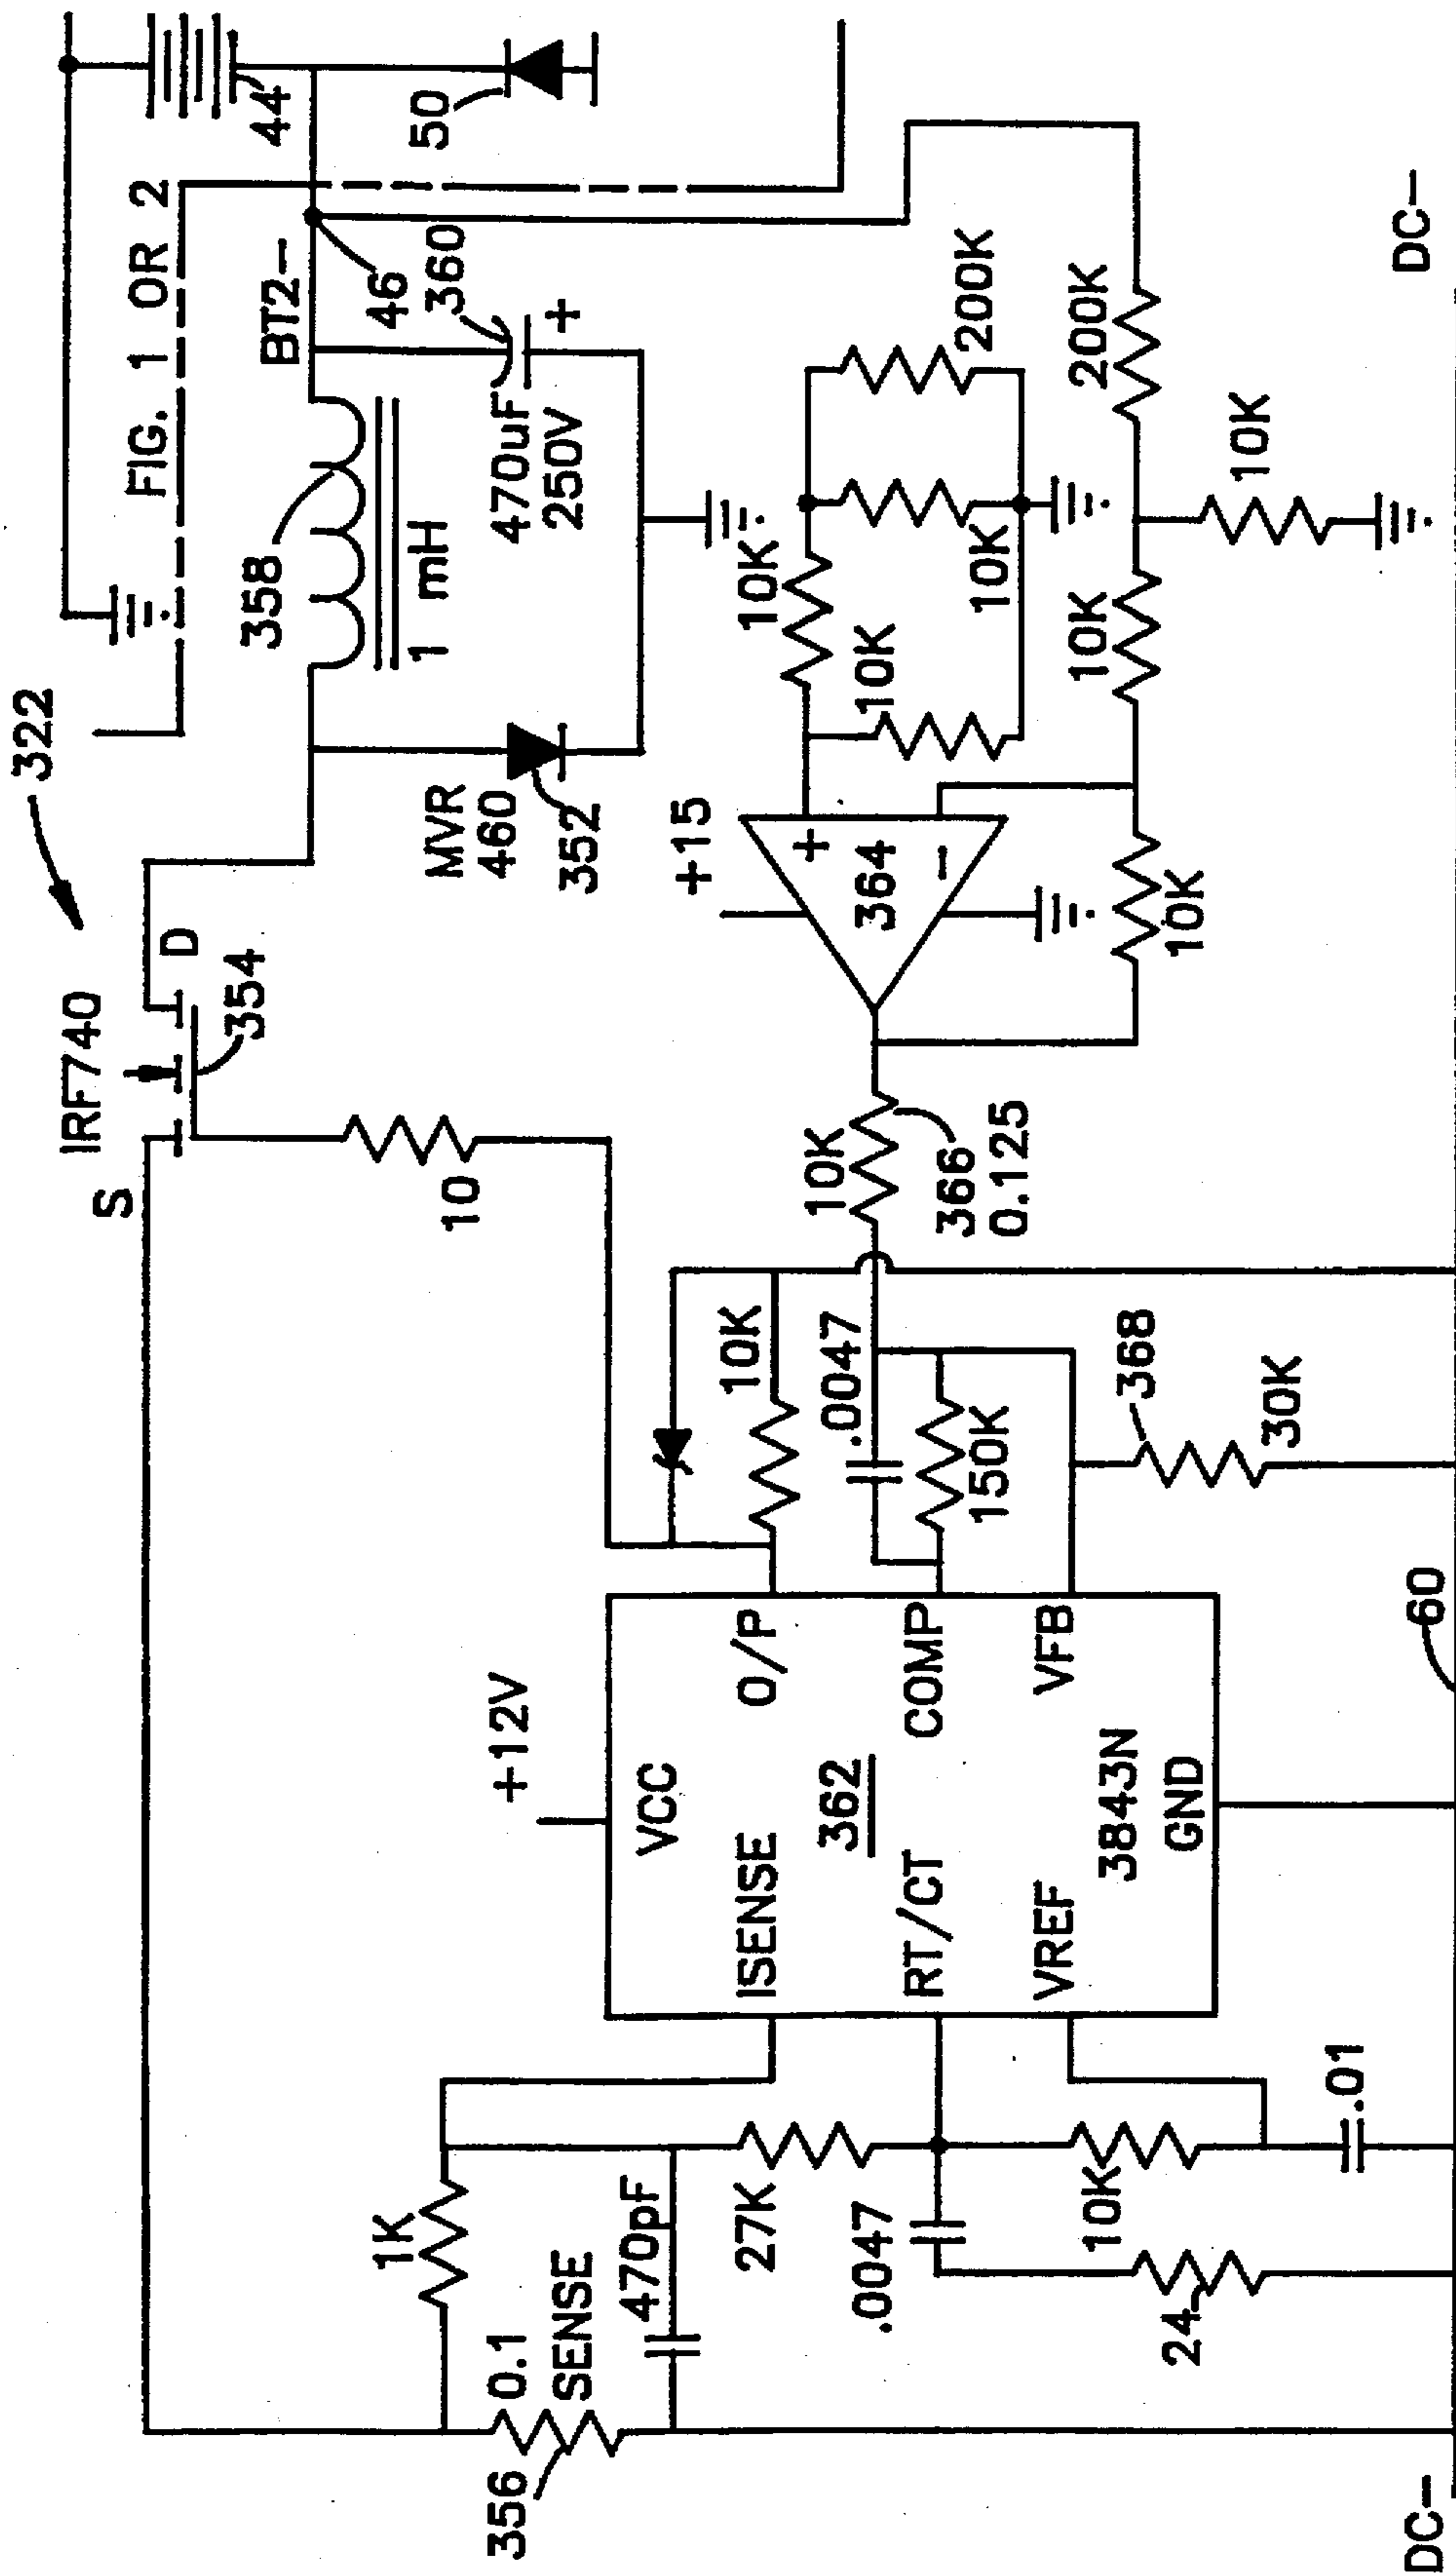 322
FIG. 1 OR 2
44
50
IRF740
S
D
354
10
358
1 mH
BT2-
46
360
470uF
250V
+
MVR
460
352
+15
364
+
-
10K
10K
10K
200K
200K
10K
10K
10K
10K
366
0.125
10K
.0047
150K
368
30K
+12V
VCC
O/P
ISENSE
362
COMP
RT/CT
VFB
VREF
3843N
GND
1K
0.1
SENSE
356
470pF
27K
.0047
10K
24
.01
60
DC-
DC-